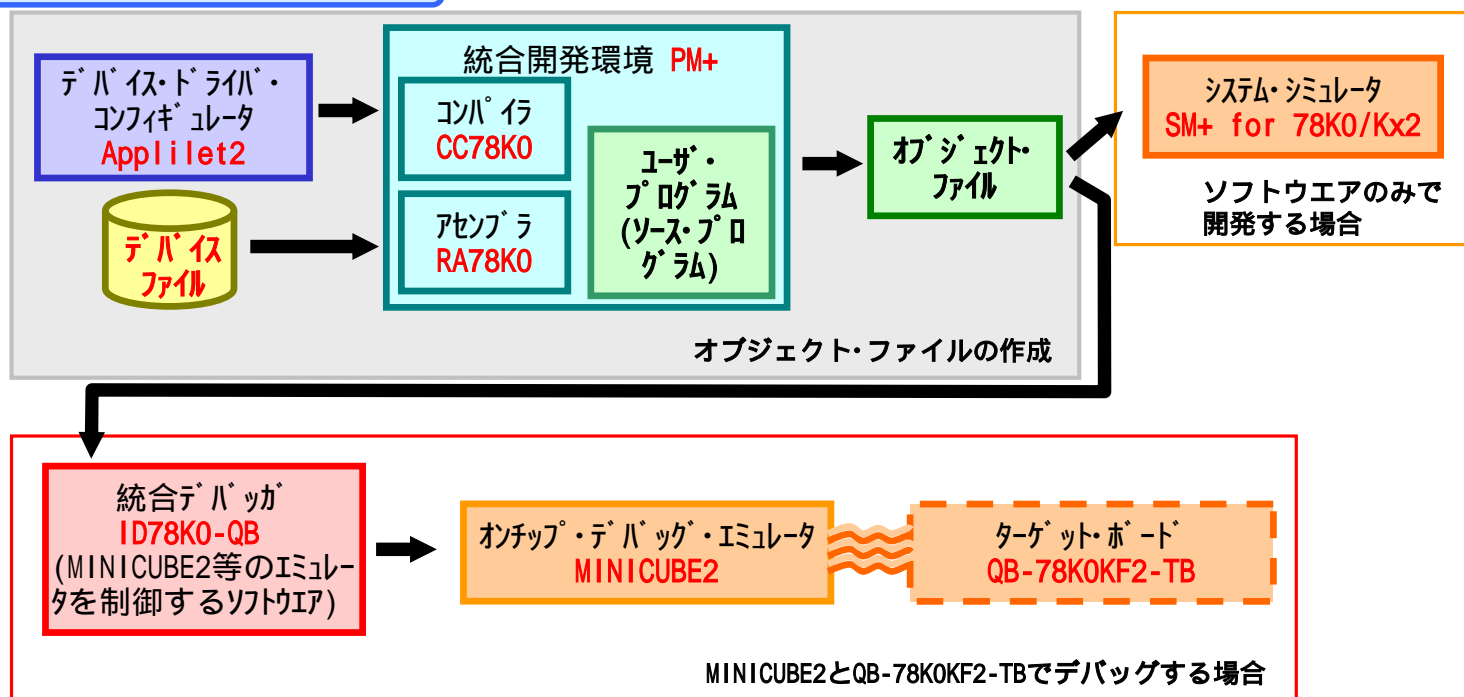 デバイス・ドライバ・
コンフィギュレータ
Applilet2
デバイス
ファイル
統合開発環境 PM+
コンパイラ
CC78K0
アセンブラ
RA78K0
ユーザ・
プログラム
(ソース・プロ
グラム)
オブジェクト・
ファイル
オブジェクト・ファイルの作成
システム・シミュレータ
SM+ for 78K0/Kx2
ソフトウエアのみで
開発する場合
統合デバッガ
ID78K0-QB
(MINICUBE2等のエミュレー
タを制御するソフトウエア)
オンチップ・デバッグ・エミュレータ
MINICUBE2
ターゲット・ボード
QB-78K0KF2-TB
MINICUBE2とQB-78K0KF2-TBでデバッグする場合